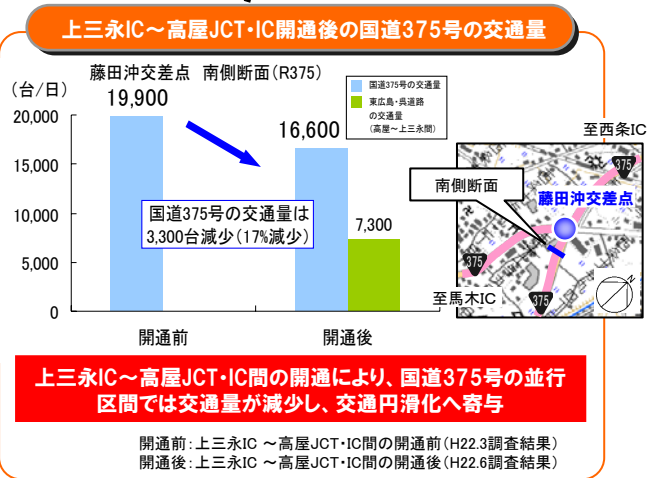 上三永IC～高屋JCT・IC開通後の国道375号の交通量
藤田沖交差点 南側断面(R375)
(台/日)
国道375号の交通量
東広島・呉道路
の交通量
(高屋～上三永間)
19,900
16,600
7,300
20,000
15,000
10,000
5,000
0
国道375号の交通量は
3,300台減少(17%減少)
開通前
開通後
至西条IC
375
南側断面
藤田沖交差点
375
至馬木IC
375
N
上三永IC～高屋JCT・IC間の開通により、国道375号の並行
区間では交通量が減少し、交通円滑化へ寄与
開通前:上三永IC ～高屋JCT・IC間の開通前(H22.3調査結果)
開通後:上三永IC ～高屋JCT・IC間の開通後(H22.6調査結果)